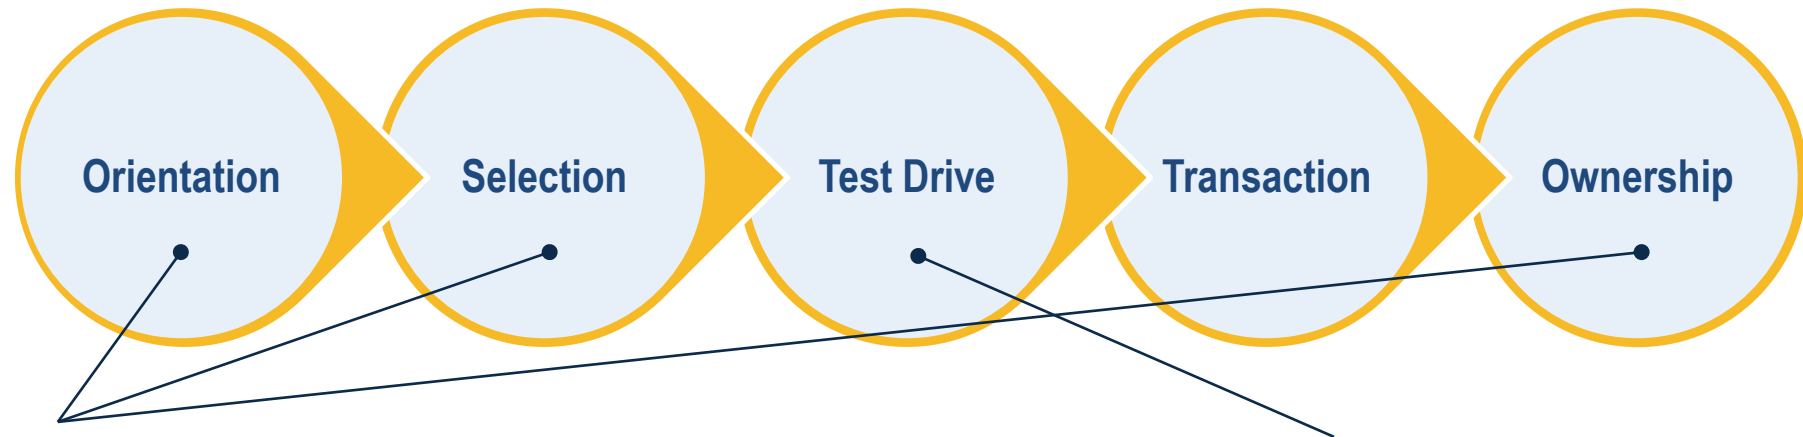 Orientation
Selection
Test Drive
Transaction
Ownership